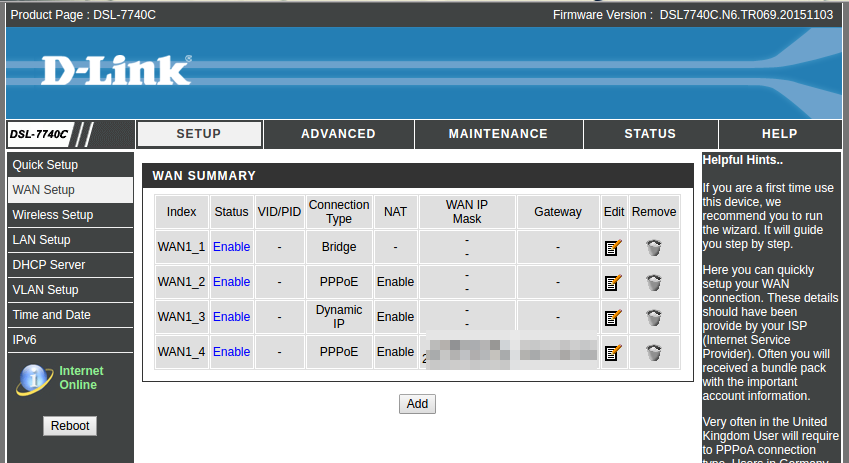 Product Page : DSL-7740C
Firmware Version : DSL7740C.N6.TR069.20151103
D-Link®
DSL-7740C
SETUP
ADVANCED
MAINTENANCE
STATUS
HELP
Quick Setup
WAN Setup
Wireless Setup
LAN Setup
DHCP Server
VLAN Setup
Time and Date
IPv6
Internet
Online
Reboot
WAN SUMMARY
Index Status VID/PID Connection Type NAT WAN IP Mask Gateway Edit Remove
WAN1_1 Enable - Bridge - - - -
WAN1_2 Enable - PPPoE Enable - - -
WAN1_3 Enable - Dynamic IP Enable - - -
WAN1_4 Enable - PPPoE Enable
Add
Helpful Hints..
If you are a first time use
this device, we
recommend you to run
the wizard. It will guide
you step by step.
Here you can quickly
setup your WAN
connection. These details
should have been
provide by your ISP
(Internet Service
Provider). Often you will
received a bundle pack
with the important
account information.
Very often in the United
Kingdom User will require
to PPPoA connection
type. Users in Germany